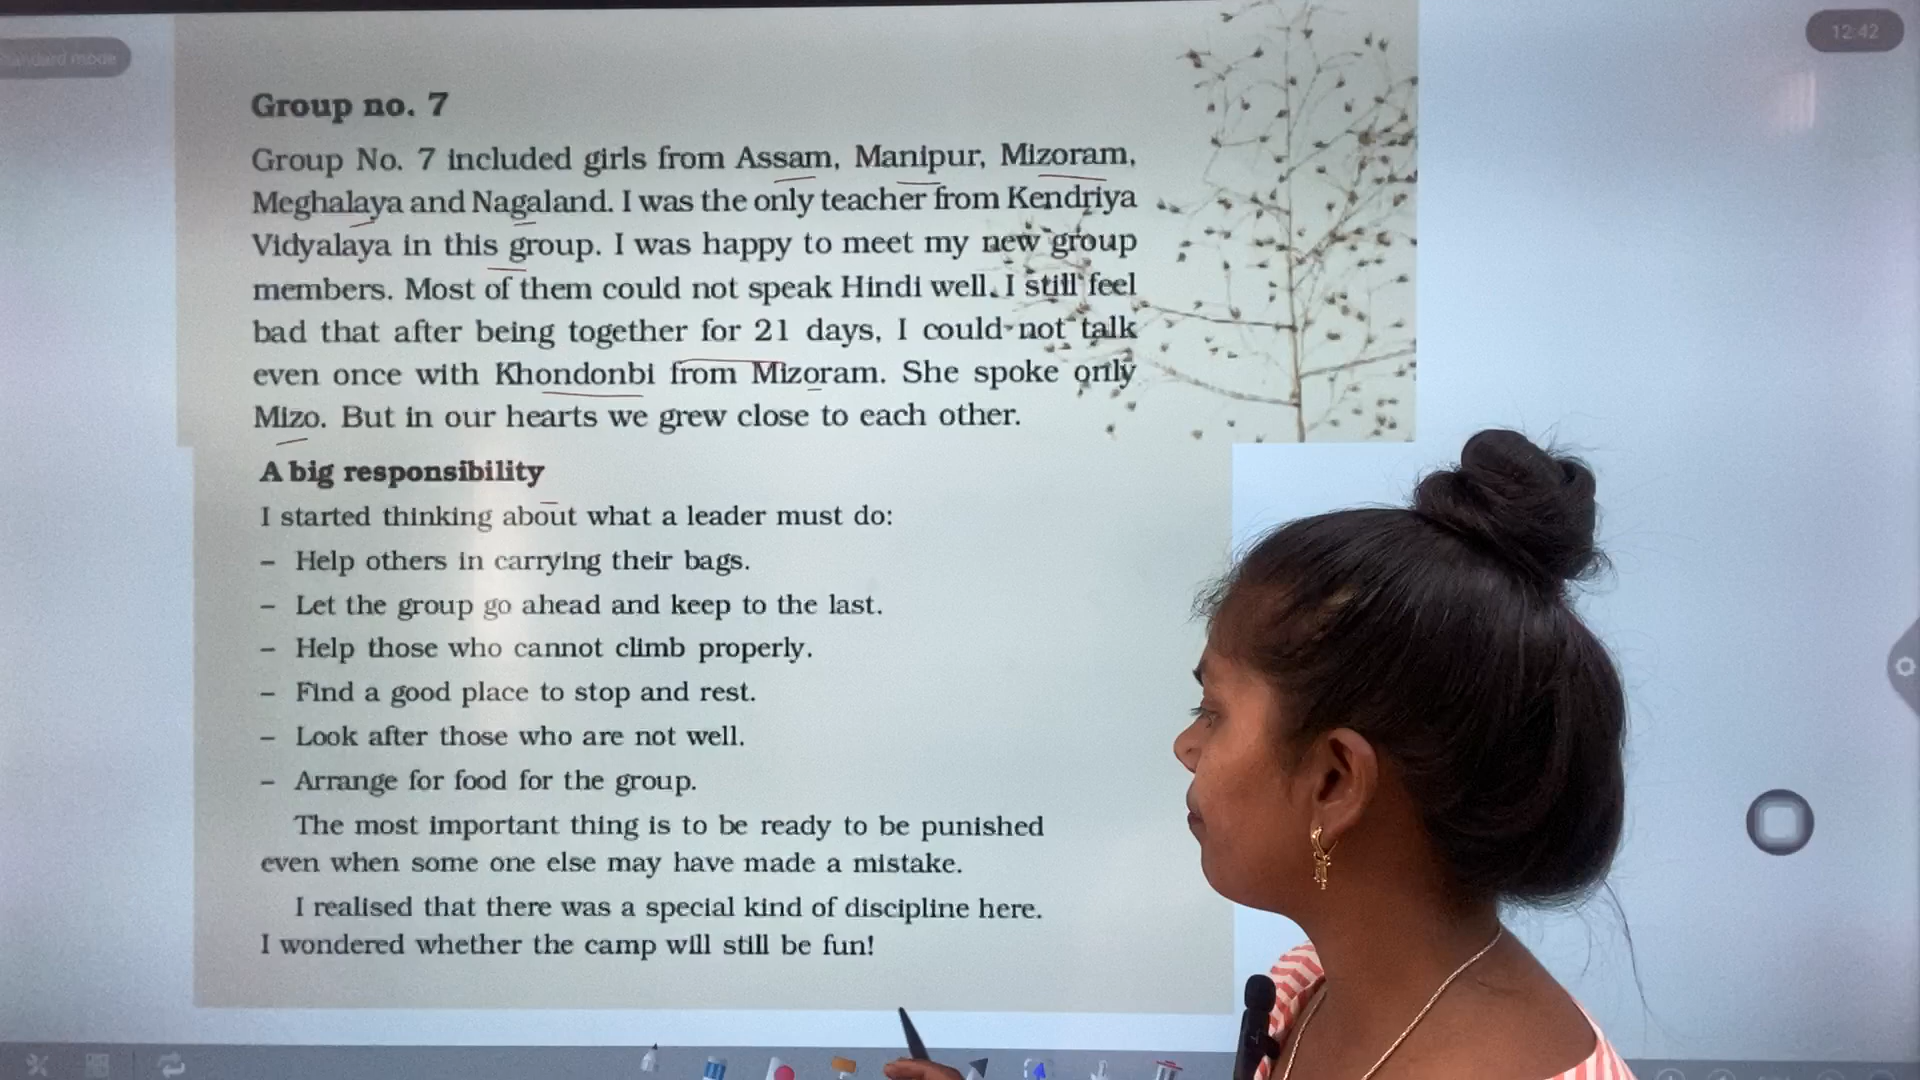 12:42
Group no. 7
Group No. 7 included girls from Assam, Manipur, Mizoram,
Meghalaya and Nagaland. I was the only teacher from Kendriya
Vidyalaya in this group. I was happy to meet my new group
members. Most of them could not speak Hindi well. I still feel
bad that after being together for 21 days, I could not talk
even once with Khondonbi from Mizoram. She spoke only
Mizo. But in our hearts we grew close to each other.
A big responsibility
I started thinking about what a leader must do:
– Help others in carrying their bags.
– Let the group go ahead and keep to the last.
– Help those who cannot climb properly.
– Find a good place to stop and rest.
– Look after those who are not well.
– Arrange for food for the group.
The most important thing is to be ready to be punished
even when some one else may have made a mistake.
I realised that there was a special kind of discipline here.
I wondered whether the camp will still be fun!